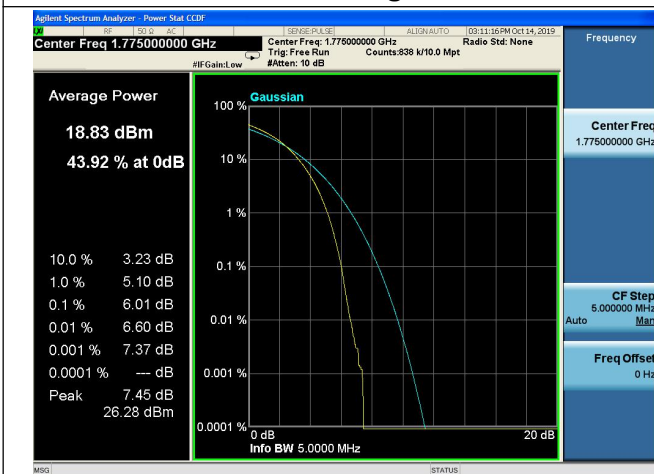 Agilent Spectrum Analyzer - Power Stat CCDF
RF 50 Ω AC SENSE:PULSE ALIGN AUTO 03:11:16 PM Oct 14, 2019
Center Freq 1.775000000 GHz
Center Freq: 1.775000000 GHz Radio Std: None
Trig: Free Run Counts:838 k/10.0 Mpt
#IFGain:Low #Atten: 10 dB
Frequency
Average Power
18.83 dBm
43.92 % at 0dB
10.0 % 3.23 dB
1.0 % 5.10 dB
0.1 % 6.01 dB
0.01 % 6.60 dB
0.001 % 7.37 dB
0.0001 % --- dB
Peak 7.45 dB
26.28 dBm
Gaussian
100 %
10 %
1 %
0.1 %
0.01 %
0.001 %
0.0001 %
0 dB 20 dB
Info BW 5.0000 MHz
Center Freq
1.775000000 GHz
CF Step
5.000000 MHz
Auto Man
Freq Offset
0 Hz
MSG STATUS